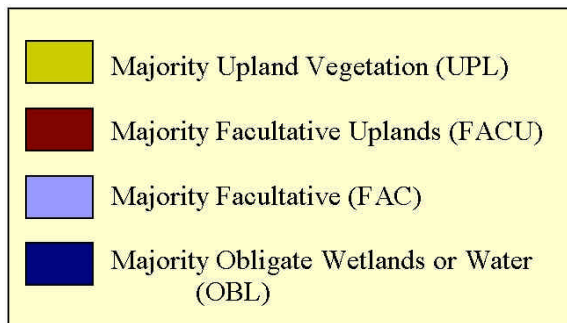 Majority Upland Vegetation (UPL)
Majority Facultative Uplands (FACU)
Majority Facultative (FAC)
Majority Obligate Wetlands or Water
(OBL)